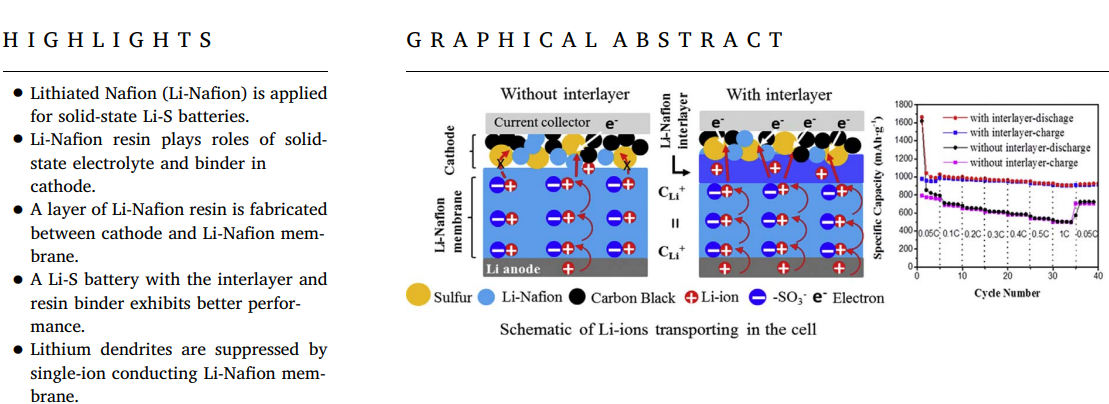 HIGHLIGHTS
● Lithiated Nafion (Li-Nafion) is applied
for solid-state Li-S batteries.
● Li-Nafion resin plays roles of solid-
state electrolyte and binder in
cathode.
● A layer of Li-Nafion resin is fabricated
between cathode and Li-Nafion mem-
brane.
● A Li-S battery with the interlayer and
resin binder exhibits better perfor-
mance.
● Lithium dendrites are suppressed by
single-ion conducting Li-Nafion mem-
brane.
GRAPHICAL ABSTRACT
Without interlayer
Current collector e⁻
Cathode
Li-Nafion
membrane
Li anode
Li-Nafion
interlayer
With interlayer
e⁻ e⁻ e⁻ e⁻
C Li⁺
=
C Li⁺
Sulfur Li-Nafion Carbon Black Li-ion -SO₃⁻ e⁻ Electron
Schematic of Li-ions transporting in the cell
Specific Capacity (mAh·g⁻¹)
1800
1600
1400
1200
1000
800
600
400
200
0
with interlayer-dischage
with interlayer-charge
without interlayer-discharge
without interlayer-charge
0.05C 0.1C 0.2C 0.3C 0.4C 0.5C 1C 0.05C
0 10 20 30 40
Cycle Number